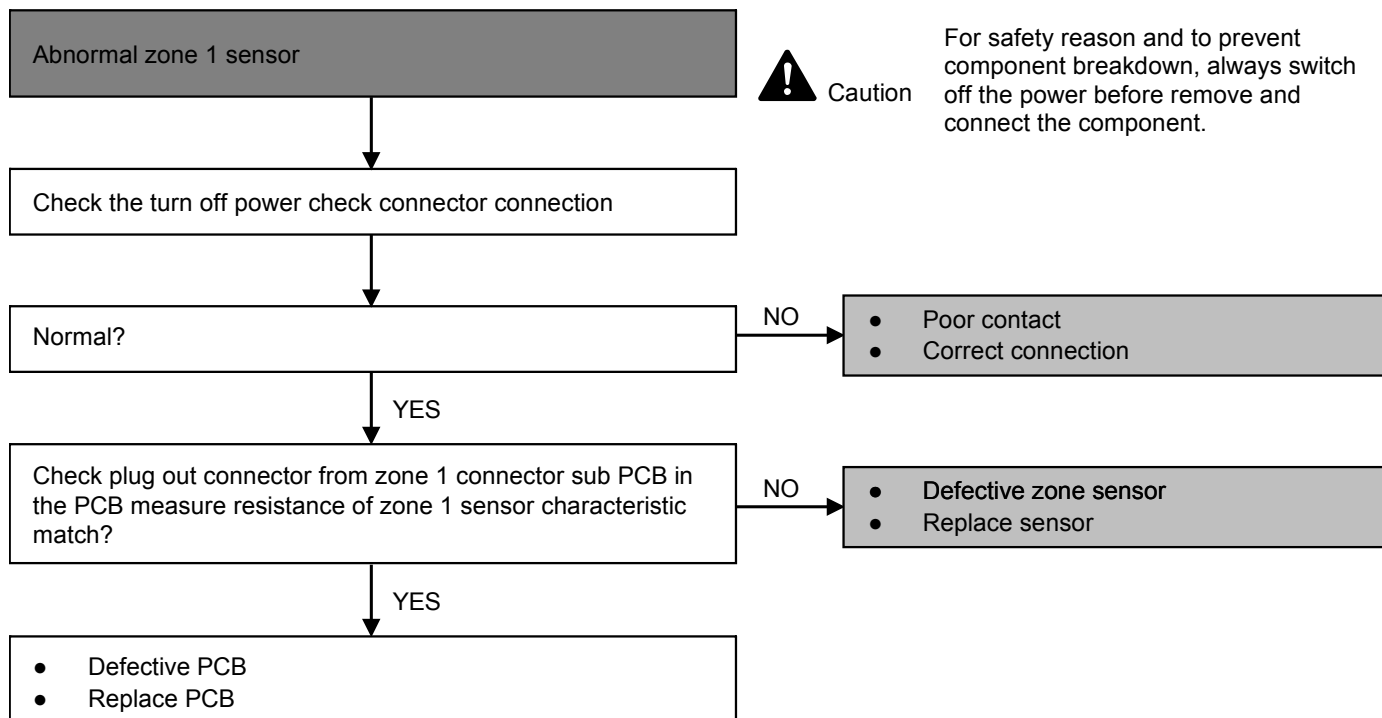 Abnormal zone 1 sensor
Caution
For safety reason and to prevent
component breakdown, always switch
off the power before remove and
connect the component.
Check the turn off power check connector connection
Normal?
NO
● Poor contact
● Correct connection
YES
Check plug out connector from zone 1 connector sub PCB in
the PCB measure resistance of zone 1 sensor characteristic
match?
NO
● Defective zone sensor
● Replace sensor
YES
● Defective PCB
● Replace PCB